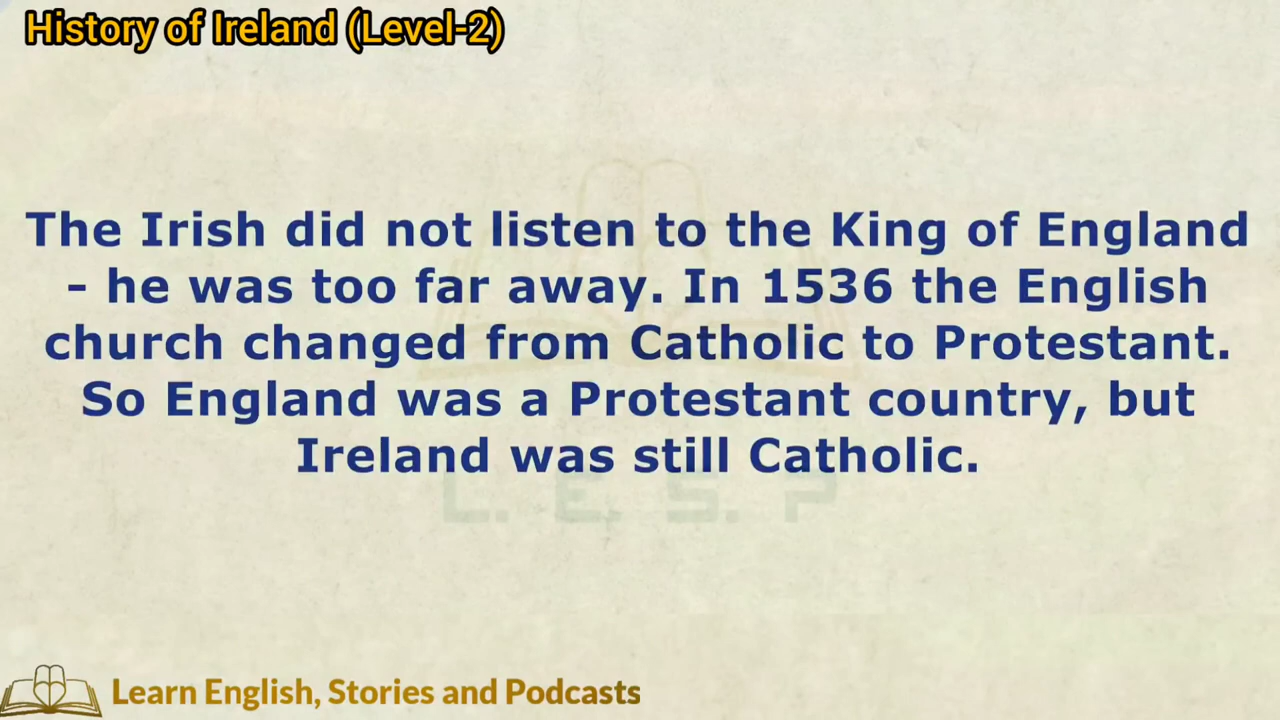 History of Ireland (Level-2)
The Irish did not listen to the King of England
- he was too far away. In 1536 the English
church changed from Catholic to Protestant.
So England was a Protestant country, but
Ireland was still Catholic.
L. E. S. P
Learn English, Stories and Podcasts